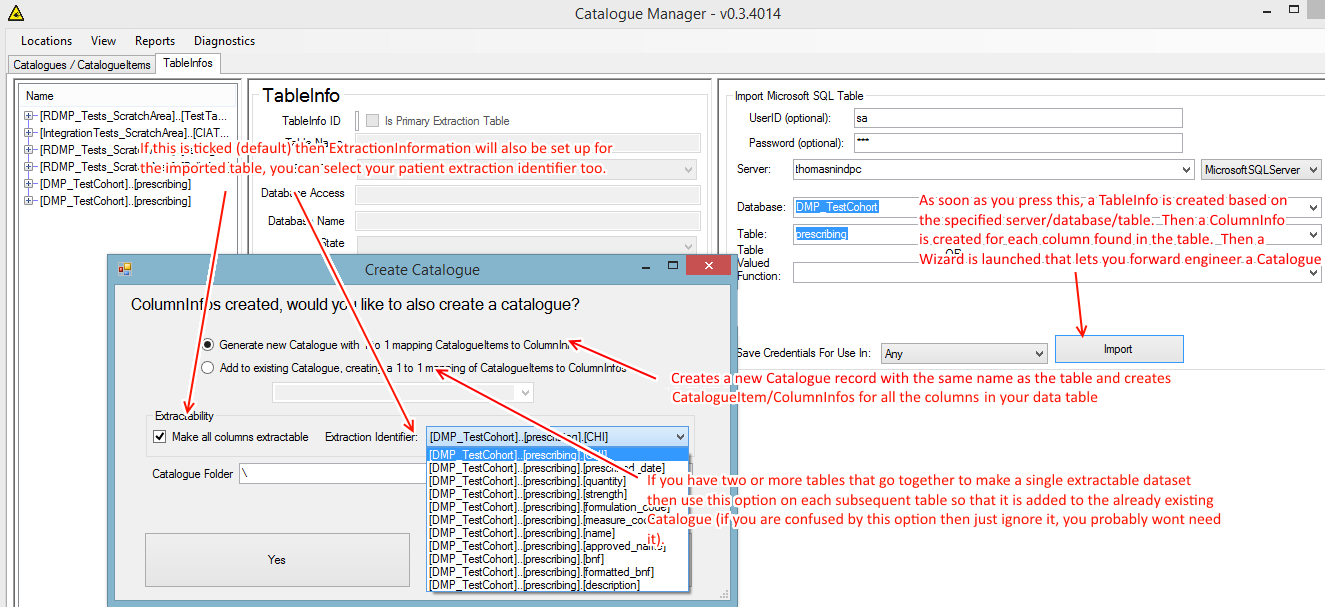 Catalogue Manager - v0.3.4014
Locations View Reports Diagnostics
Catalogues / CatalogueItems TableInfos
Name
[RDMP_Tests_ScratchArea]..[TestTa...
[IntegrationTests_ScratchArea]..[CIAT...
[RDMP_Tests_ScratchArea]..
[RDMP_Tests_ScratchArea]..
[DMP_TestCohort]..[prescribing]
[DMP_TestCohort]..[prescribing]
TableInfo
TableInfo ID
Is Primary Extraction Table
Table Name
If this is ticked (default) then ExtractionInformation will also be set up for
the imported table, you can select your patient extraction identifier too.
Database Access
Database Name
State
Import Microsoft SQL Table
UserID (optional): sa
Password (optional): ***
Server: thomasnindpc MicrosoftSQLServer
Database: DMP_TestCohort
Table: prescribing
OR
Table
Valued
Function:
As soon as you press this, a TableInfo is created based on
the specified server/database/table. Then a ColumnInfo
is created for each column found in the table. Then a
Wizard is launched that lets you forward engineer a Catalogue
Save Credentials For Use In: Any
Import
Create Catalogue
ColumnInfos created, would you like to also create a catalogue?
Generate new Catalogue with 1 to 1 mapping CatalogueItems to ColumnInf
Add to existing Catalogue, creating a 1 to 1 mapping of CatalogueItems to ColumnInfos
Creates a new Catalogue record with the same name as the table and creates
CatalogueItem/ColumnInfos for all the columns in your data table
Extractability
Make all columns extractable
Extraction Identifier: [DMP_TestCohort]..[prescribing].[CHI]
[DMP_TestCohort]..[prescribing].[CHI]
[DMP_TestCohort]..[prescribing].[prescribed_date]
[DMP_TestCohort]..[prescribing].[quantity]
[DMP_TestCohort]..[prescribing].[strength]
[DMP_TestCohort]..[prescribing].[formulation_code]
[DMP_TestCohort]..[prescribing].[measure_code]
[DMP_TestCohort]..[prescribing].[name]
[DMP_TestCohort]..[prescribing].[approved_name]
[DMP_TestCohort]..[prescribing].[bnf]
[DMP_TestCohort]..[prescribing].[formatted_bnf]
[DMP_TestCohort]..[prescribing].[description]
Catalogue Folder \
If you have two or more tables that go together to make a single extractable dataset
then use this option on each subsequent table so that it is added to the already existing
Catalogue (if you are confused by this option then just ignore it, you probably wont need
it).
Yes